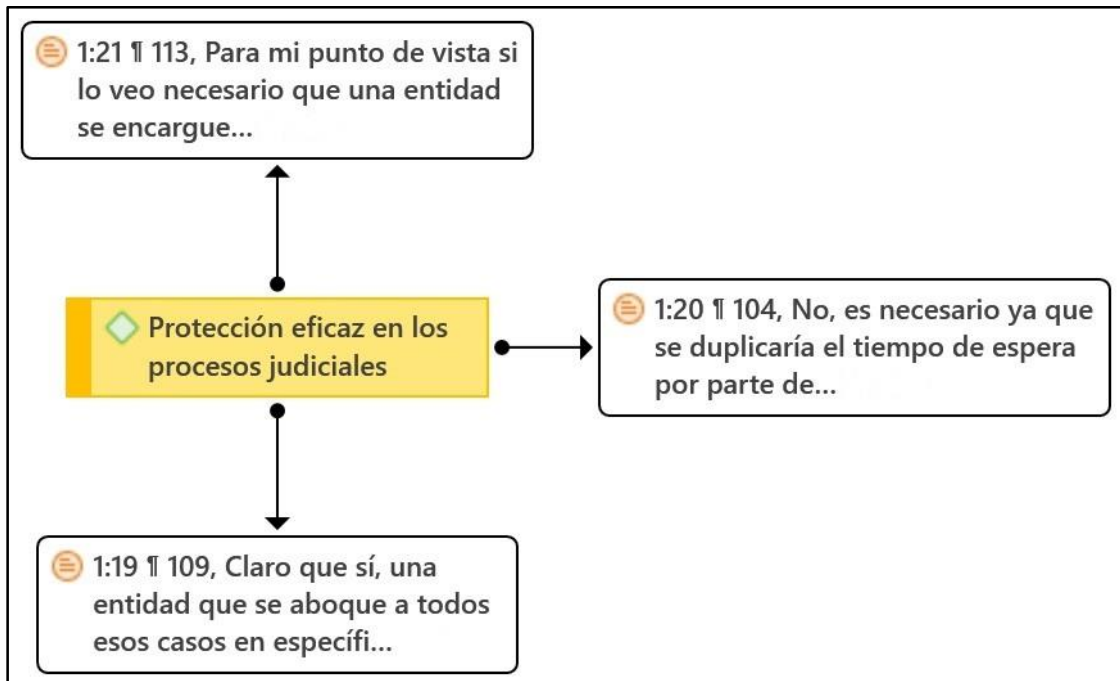 1:21 ¶ 113, Para mi punto de vista si
lo veo necesario que una entidad
se encargue...
Protección eficaz en los
procesos judiciales
1:20 ¶ 104, No, es necesario ya que
se duplicaría el tiempo de espera
por parte de...
1:19 ¶ 109, Claro que sí, una
entidad que se aboque a todos
esos casos en específi...